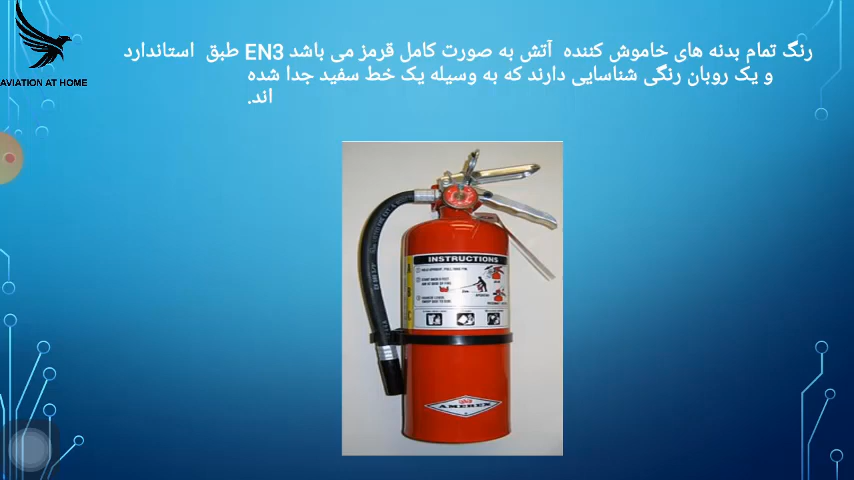 رنگ تمام بدنه های خاموش کننده آتش به صورت کامل قرمز می باشد EN3 طبق استاندارد
و یک روبان رنگی شناسایی دارند که به وسیله یک خط سفید جدا شده
اند.
AVIATION AT HOME
INSTRUCTIONS
A
B
C
AMEREX